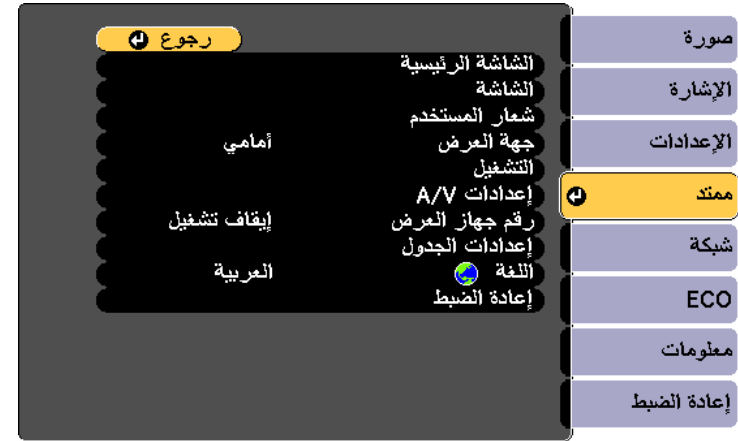 صورة
الإشارة
الإعدادات
ممتد
شبكة
ECO
معلومات
إعادة الضبط
رجوع
الشاشة الرئيسية
الشاشة
شعار المستخدم
جهة العرض أمامي
التشغيل
إعدادات A/V
رقم جهاز العرض إيقاف تشغيل
إعدادات الجدول
اللغة العربية
إعادة الضبط